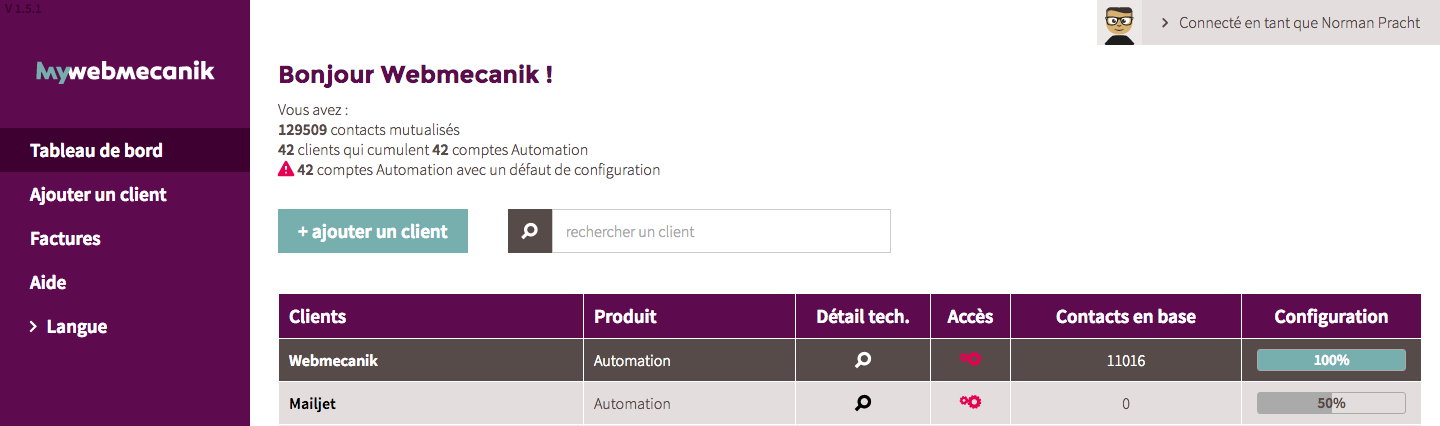 V 1.5.1
Mywebmecanik
Connecté en tant que Norman Pracht
Tableau de bord
Ajouter un client
Factures
Aide
Langue
Bonjour Webmecanik !
Vous avez :
129509 contacts mutualisés
42 clients qui cumulent 42 comptes Automation
42 comptes Automation avec un défaut de configuration
+ ajouter un client
rechercher un client
Clients Produit Détail tech. Accès Contacts en base Configuration
Webmecanik Automation 11016 100%
Mailjet Automation 0 50%